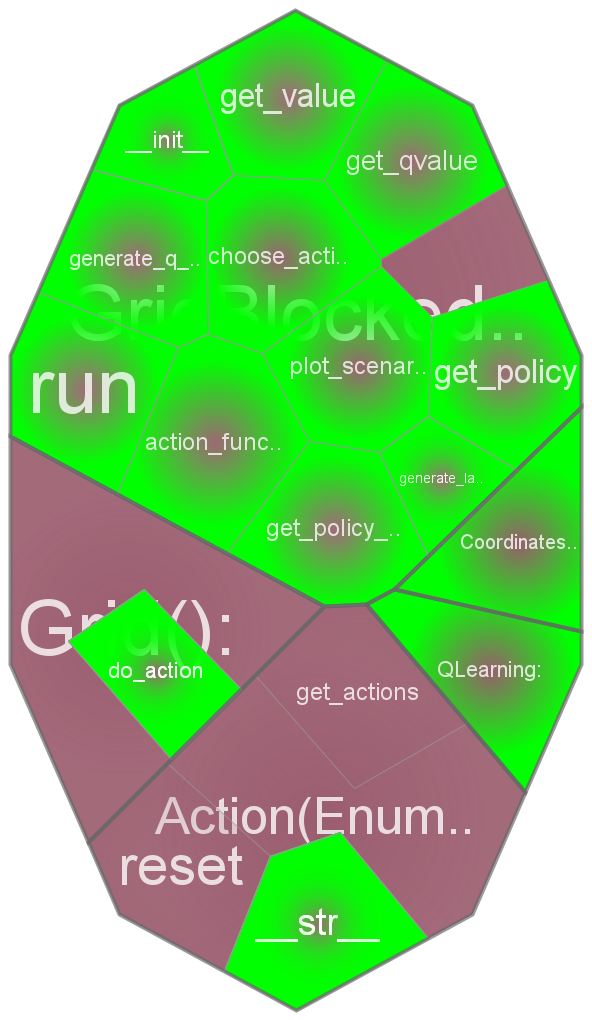 get_value
__init__
get_qvalue
generate_q_..
choose_acti..
GridBlocked..
run
plot_scenar..
get_policy
action_func..
generate_la..
get_policy_..
Coordinates..
Grid():
do_action
QLearning:
get_actions
Action(Enum..
reset
__str__